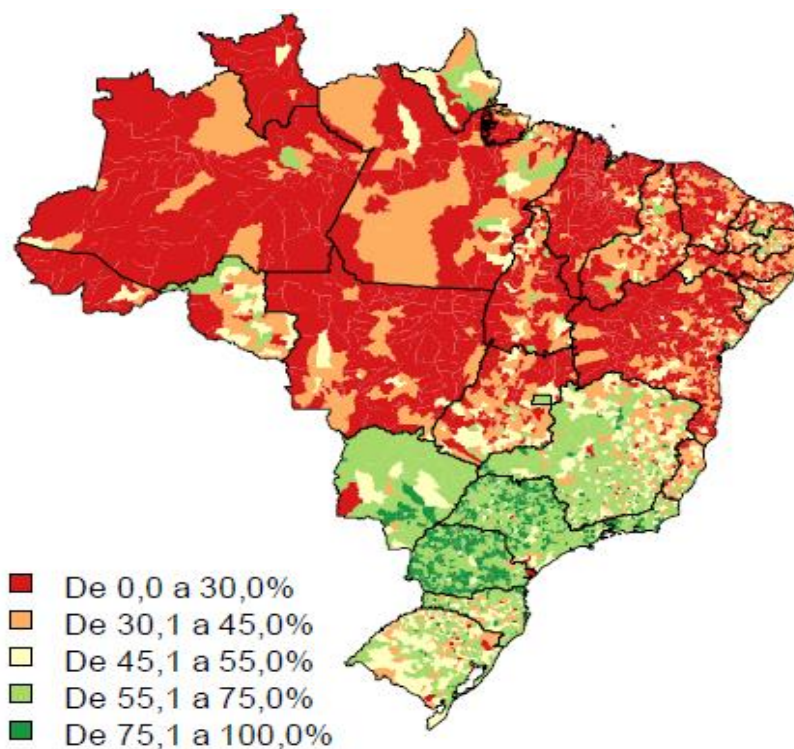 De 0,0 a 30,0%
De 30,1 a 45,0%
De 45,1 a 55,0%
De 55,1 a 75,0%
De 75,1 a 100,0%